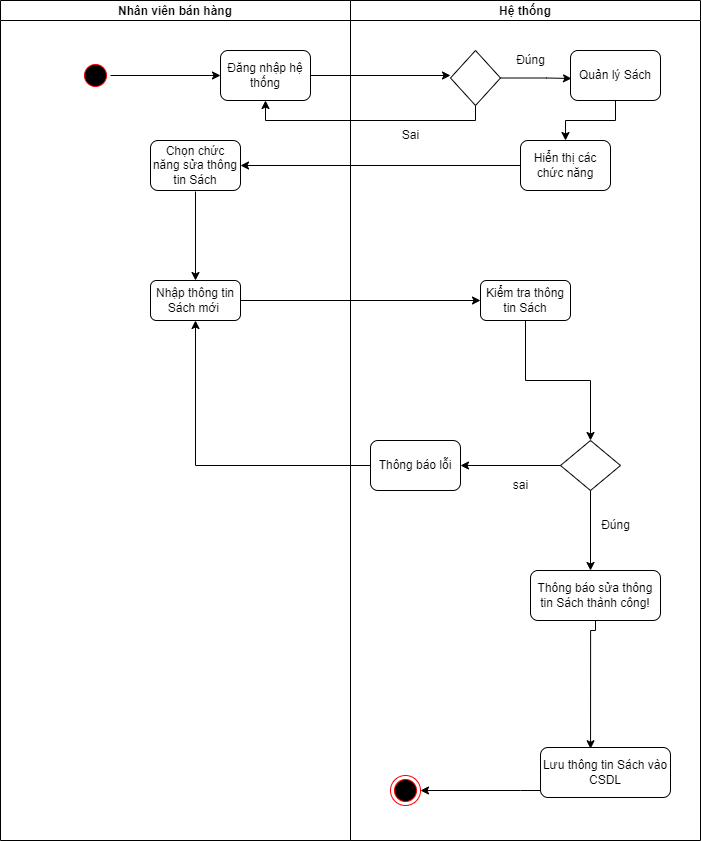 Nhân viên bán hàng
Hệ thống
Đăng nhập hệ
thống
Đúng
Quản lý Sách
Sai
Chọn chức
năng sửa thông
tin Sách
Hiển thị các
chức năng
Nhập thông tin
Sách mới
Kiểm tra thông
tin Sách
Thông báo lỗi
sai
Đúng
Thông báo sửa thông
tin Sách thành công!
Lưu thông tin Sách vào
CSDL